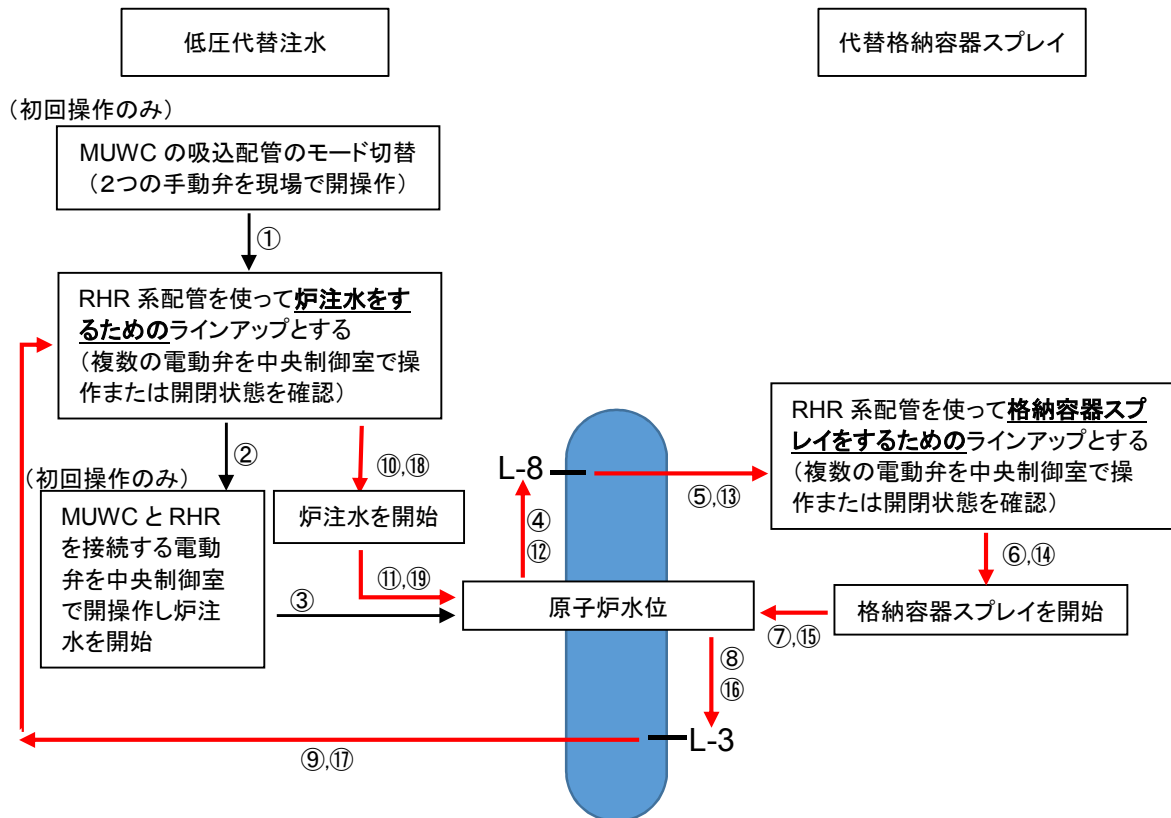 低圧代替注水
代替格納容器スプレイ
(初回操作のみ)
MUWC の吸込配管のモード切替
(2つの手動弁を現場で開操作)
①
RHR 系配管を使って炉注水をす
るためのラインアップとする
(複数の電動弁を中央制御室で操
作または開閉状態を確認)
②
⑩,⑱
(初回操作のみ)
MUWC と RHR
を接続する電動
弁を中央制御室
で開操作し炉注
水を開始
炉注水を開始
⑪,⑲
③
L-8
④
⑫
⑤,⑬
RHR 系配管を使って格納容器スプ
レイをするためのラインアップとする
(複数の電動弁を中央制御室で操
作または開閉状態を確認)
⑥,⑭
格納容器スプレイを開始
⑦,⑮
原子炉水位
⑧
⑯
L-3
⑨,⑰